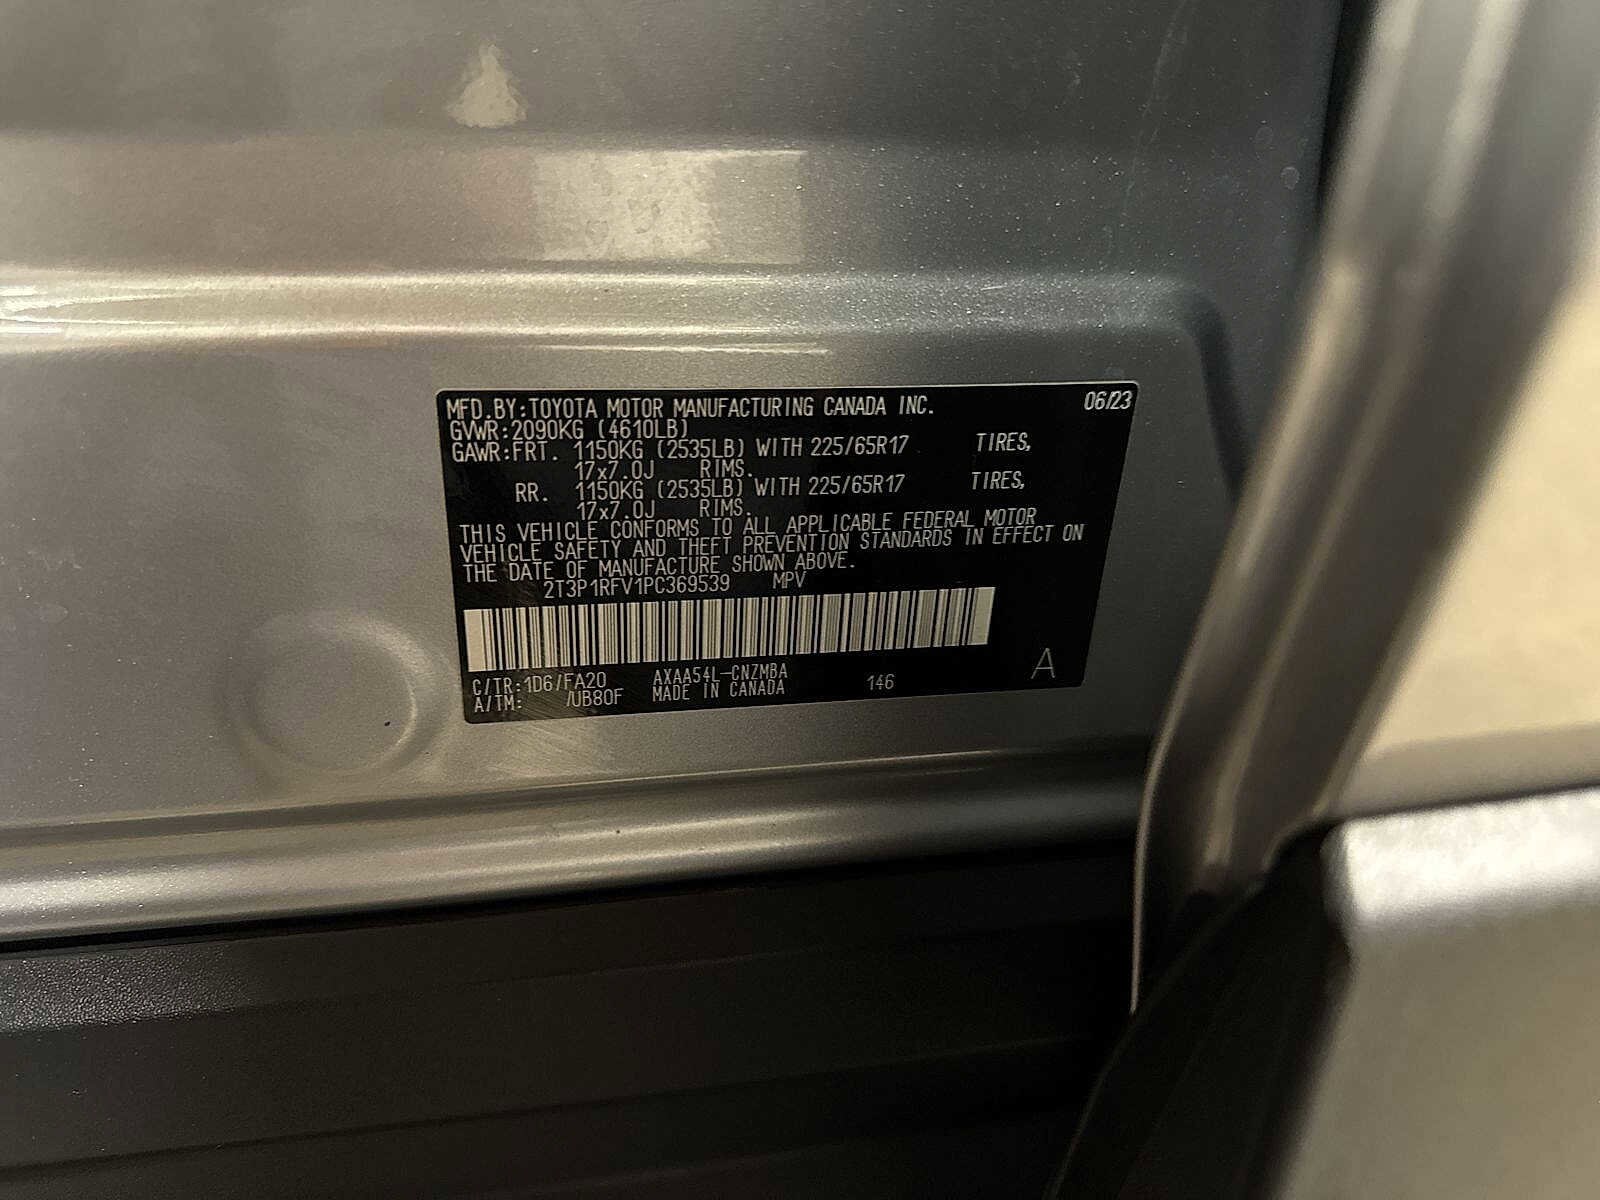 MFD.BY:TOYOTA MOTOR MANUFACTURING CANADA INC. 06/23
GVWR:2090KG (4610LB)
GAWR:FRT. 1150KG (2535LB) WITH 225/65R17 TIRES,
17x7.0J RIMS.
RR. 1150KG (2535LB) WITH 225/65R17 TIRES,
17x7.0J RIMS.
THIS VEHICLE CONFORMS TO ALL APPLICABLE FEDERAL MOTOR
VEHICLE SAFETY AND THEFT PREVENTION STANDARDS IN EFFECT ON
THE DATE OF MANUFACTURE SHOWN ABOVE.
2T3P1RFV1PC369539 MPV
C/TR:1D6/FA20 AXAA54L-CNZMBA 146 A
A/TM: /UB80F MADE IN CANADA